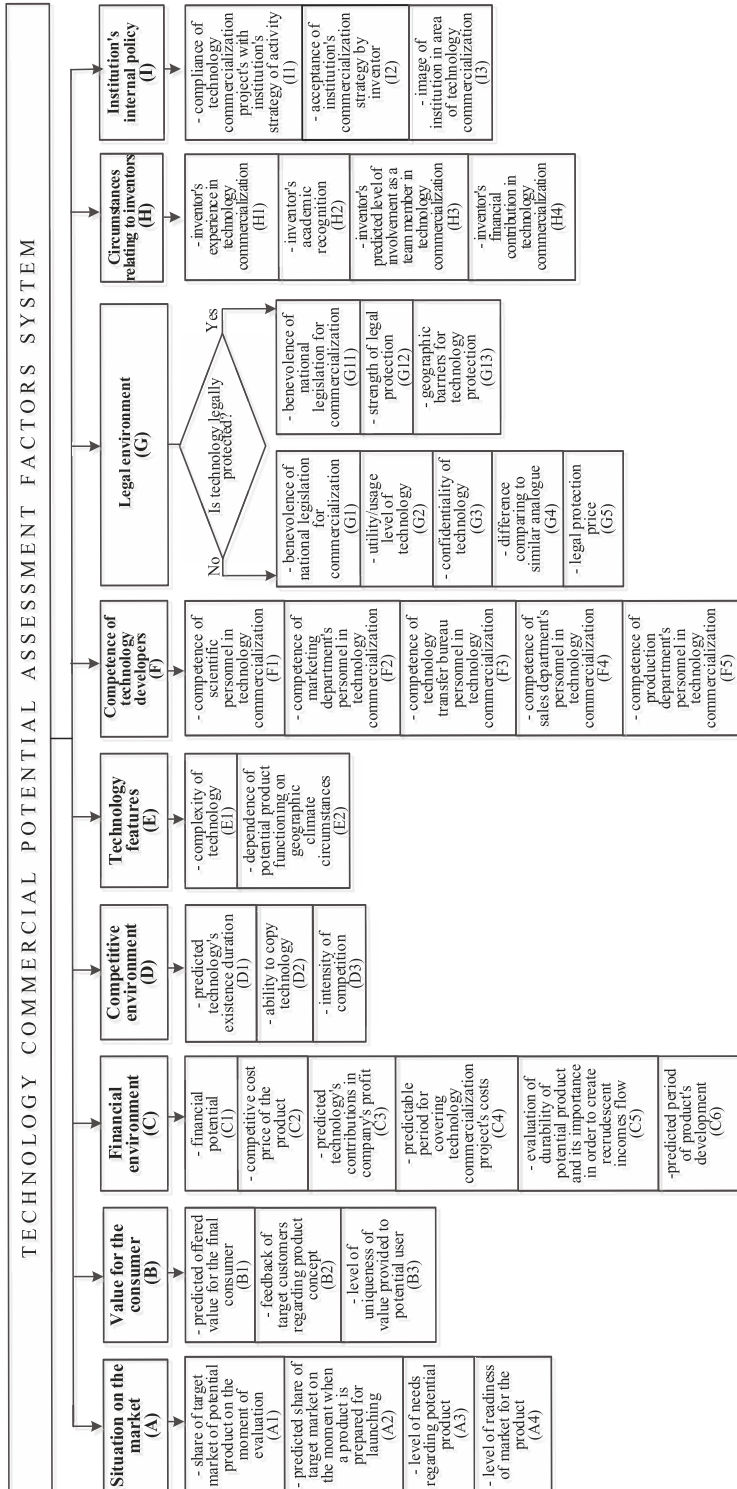 TECHNOLOGY COMMERCIAL POTENTIAL ASSESSMENT FACTORS SYSTEM
Situation on the
market
(A)
- share of target
market of potential
product on the
moment of
evaluation
(A1)
- predicted share of
target market on
the moment when
a product is
prepared for
launching
(A2)
- level of needs
regarding potential
product
(A3)
- level of readiness
of market for the
product
(A4)
Value for the
consumer
(B)
- predicted offered
value for the final
consumer
(B1)
- feedback of
target customers
regarding product
concept
(B2)
- level of
uniqueness of
value provided to
potential user
(B3)
Financial
environment
(C)
- financial
potential
(C1)
- competitive cost
price of the
product
(C2)
- predicted
technology's
contributions in
company's profit
(C3)
- predictable
period for
covering
technology
commercialization
project's costs
(C4)
- evaluation of
durability of
potential product
and its importance
in order to create
recrudescent
incomes flow
(C5)
-predicted period
of product's
development
(C6)
Competitive
environment
(D)
- predicted
technology's
existence duration
(D1)
- ability to copy
technology
(D2)
- intensity of
competition
(D3)
Technology
features
(E)
- complexity of
technology
(E1)
- dependence of
potential product
functioning on
geographic
climate
circumstances
(E2)
Competence of
technology
developers
(F)
- competence of
scientific
personnel in
technology
commercialization
(F1)
- competence of
marketing
department's
personnel in
technology
commercialization
(F2)
- competence of
technology
transfer bureau
personnel in
technology
commercialization
(F3)
- competence of
sales department's
personnel in
technology
commercialization
(F4)
- competence of
production
department's
personnel in
technology
commercialization
(F5)
Legal environment
(G)
Is technology legally
protected?
No
Yes
- benevolence of
national legislation
for
commercialization
(G1)
- utility/usage
level of
technology
(G2)
- confidentiality of
technology
(G3)
- difference
comparing to
similar analogue
(G4)
- legal protection
price
(G5)
- benevolence of
national
legislation for
commercialization
(G11)
- strength of legal
protection
(G12)
- geographic
barriers for
technology
protection
(G13)
Circumstances
relating to inventors
(H)
- inventor's
experience in
technology
commercialization
(H1)
- inventor's
academic
recognition
(H2)
- inventor's
predicted level of
involvement as a
team member in
technology
commercialization
(H3)
- inventor's
financial
contribution in
technology
commercialization
(H4)
Institution's
internal policy
(I)
- compliance of
technology
commercialization
project's with
institution's
strategy of activity
(I1)
- acceptance of
institution's
commercialization
strategy by
inventor
(I2)
- image of
institution in area
of technology
commercialization
(I3)